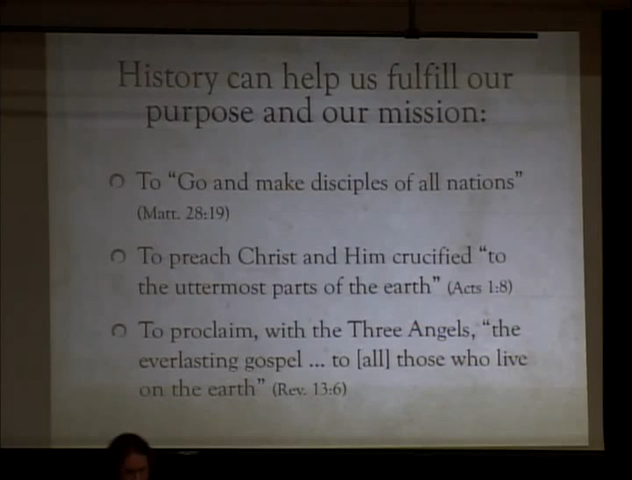 History can help us fulfill our
purpose and our mission:
To “Go and make disciples of all nations”
(Matt. 28:19)
To preach Christ and Him crucified “to
the uttermost parts of the earth” (Acts 1:8)
To proclaim, with the Three Angels, “the
everlasting gospel ... to [all] those who live
on the earth” (Rev. 13:6)